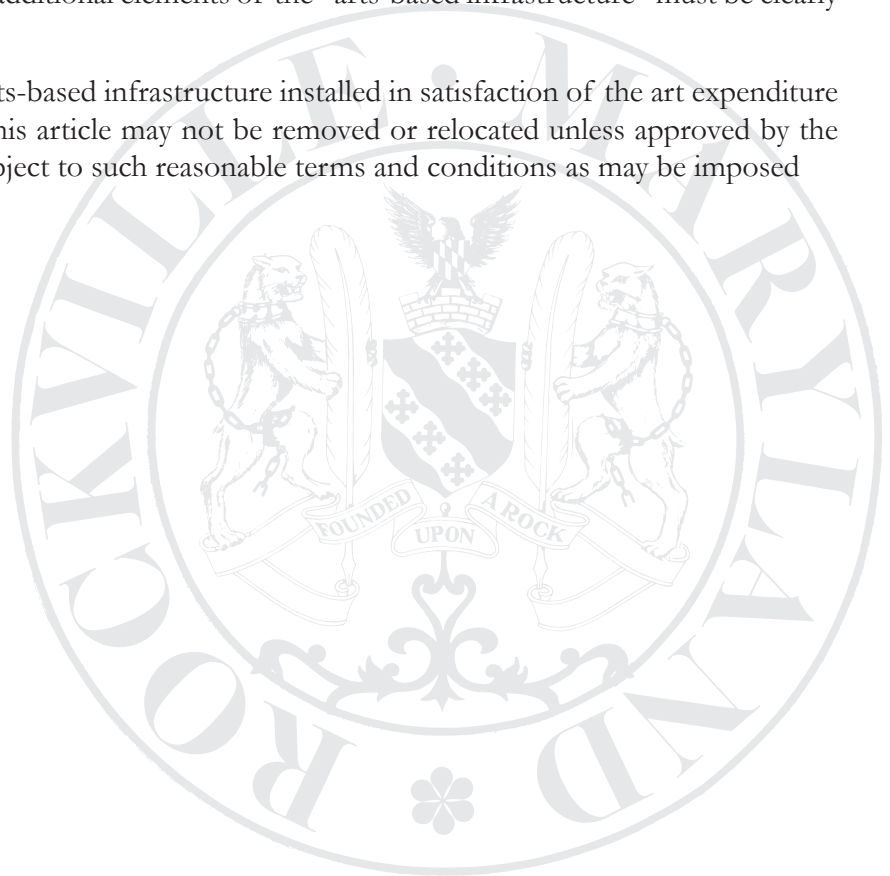 additional elements of the arts-based infrastructure must be clearly
ts-based infrastructure installed in satisfaction of the art expenditure
his article may not be removed or relocated unless approved by the
bject to such reasonable terms and conditions as may be imposed
ROCKVILLE • MARYLAND
FOUNDED UPON A ROCK